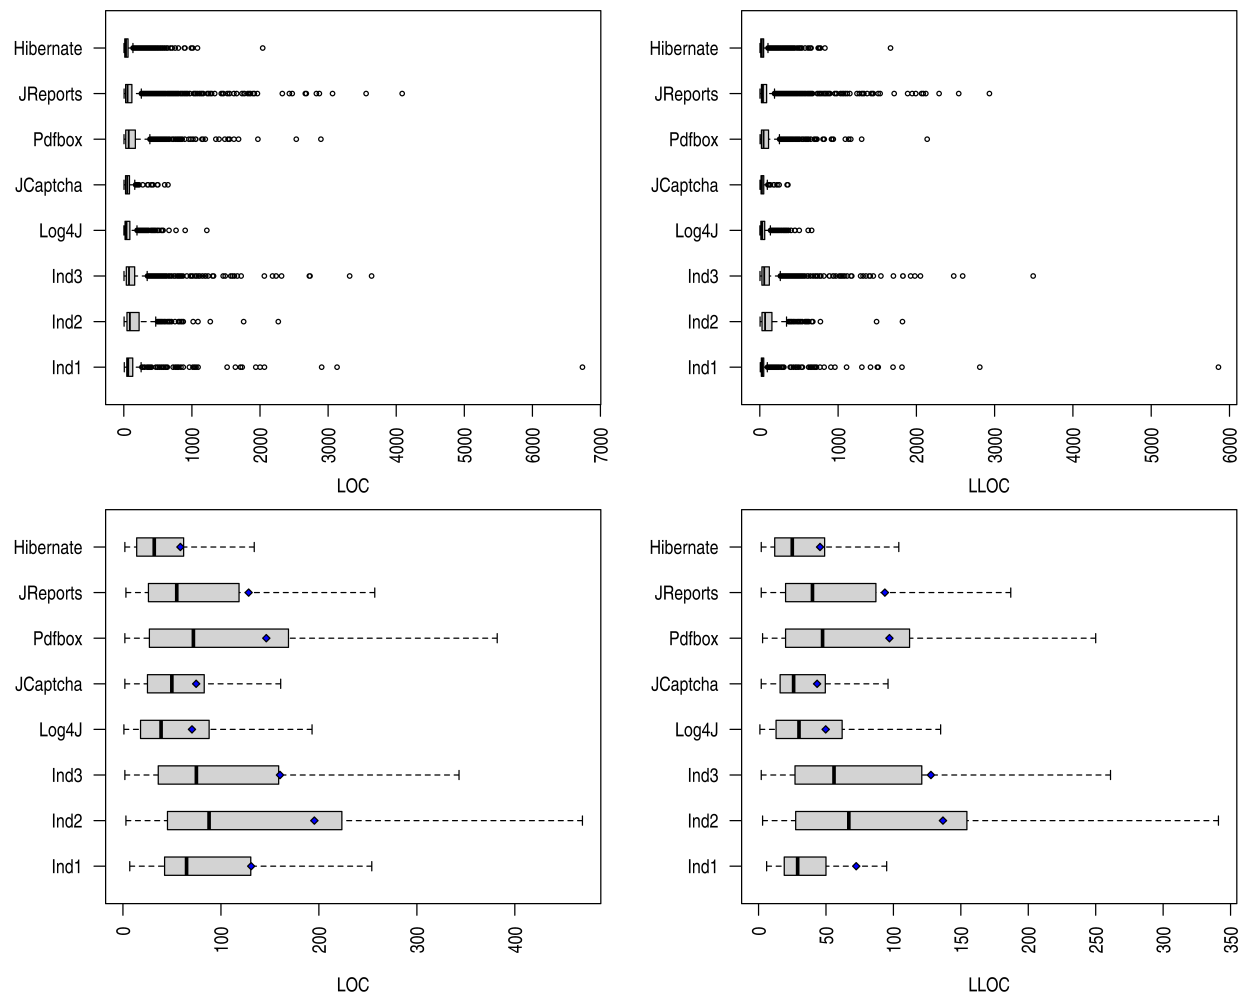 Hibernate
JReports
Pdfbox
JCaptcha
Log4J
Ind3
Ind2
Ind1
0 1000 2000 3000 4000 5000 6000 7000
LOC
Hibernate
JReports
Pdfbox
JCaptcha
Log4J
Ind3
Ind2
Ind1
0 1000 2000 3000 4000 5000 6000
LLOC
Hibernate
JReports
Pdfbox
JCaptcha
Log4J
Ind3
Ind2
Ind1
0 100 200 300 400
LOC
Hibernate
JReports
Pdfbox
JCaptcha
Log4J
Ind3
Ind2
Ind1
0 50 100 150 200 250 300 350
LLOC